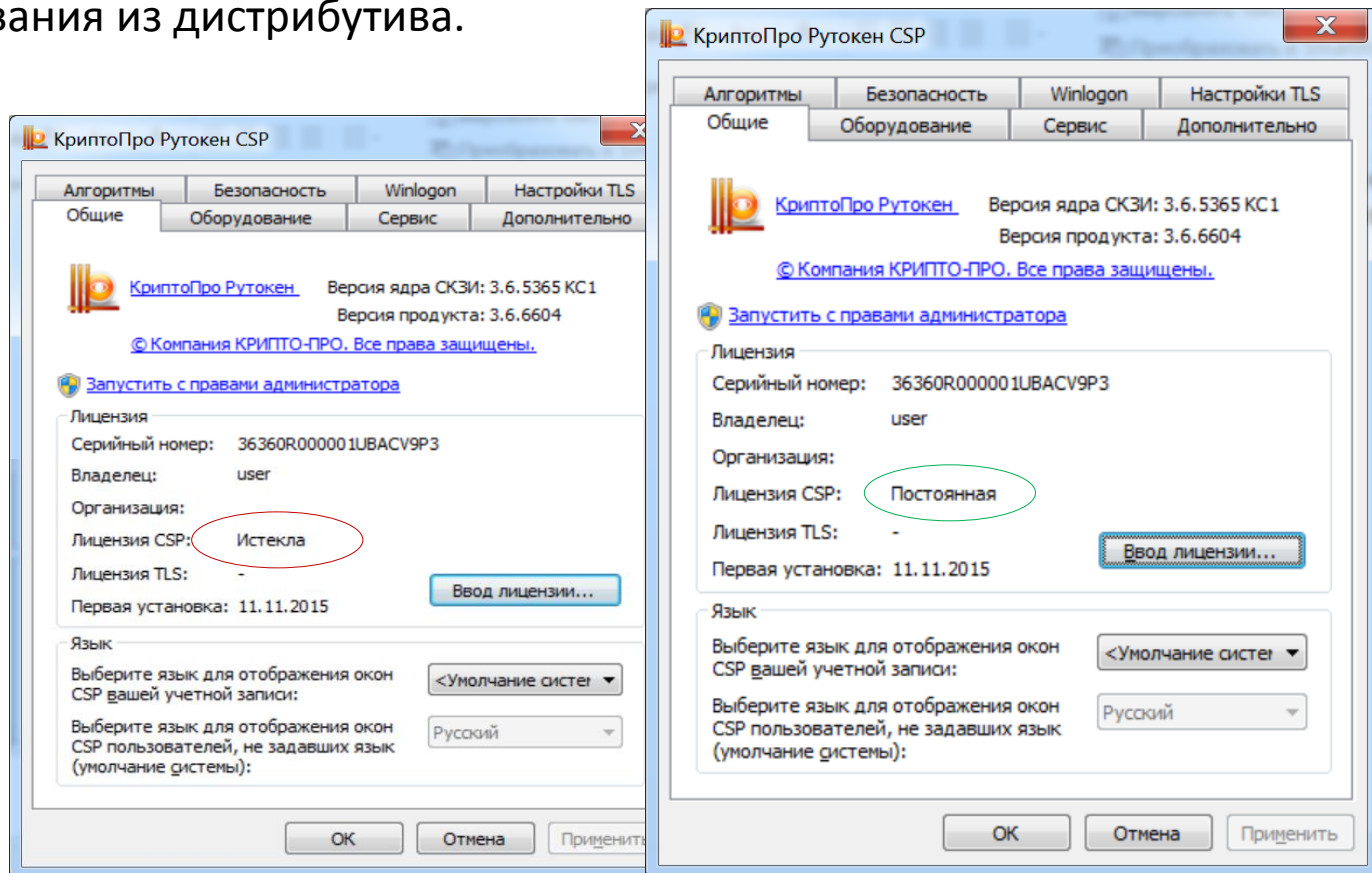 вания из дистрибутива.
КриптоПро Рутокен CSP
Алгоритмы Безопасность Winlogon Настройки TLS
Общие Оборудование Сервис Дополнительно
КриптоПро Рутокен Версия ядра СКЗИ: 3.6.5365 КС1
Версия продукта: 3.6.6604
© Компания КРИПТО-ПРО. Все права защищены.
Запустить с правами администратора
Лицензия
Серийный номер: 36360R000001UBACV9P3
Владелец: user
Организация:
Лицензия CSP: Истекла
Лицензия TLS: -
Первая установка: 11.11.2015
Ввод лицензии...
Язык
Выберите язык для отображения окон
CSP вашей учетной записи:
<Умолчание систег
Выберите язык для отображения окон
CSP пользователей, не задавших язык
(умолчание системы):
Русский
ОК Отмена Применить
КриптоПро Рутокен CSP
Алгоритмы Безопасность Winlogon Настройки TLS
Общие Оборудование Сервис Дополнительно
КриптоПро Рутокен Версия ядра СКЗИ: 3.6.5365 КС1
Версия продукта: 3.6.6604
© Компания КРИПТО-ПРО. Все права защищены.
Запустить с правами администратора
Лицензия
Серийный номер: 36360R000001UBACV9P3
Владелец: user
Организация:
Лицензия CSP: Постоянная
Лицензия TLS: -
Первая установка: 11.11.2015
Ввод лицензии...
Язык
Выберите язык для отображения окон
CSP вашей учетной записи:
<Умолчание систег
Выберите язык для отображения окон
CSP пользователей, не задавших язык
(умолчание системы):
Русский
ОК Отмена Применить